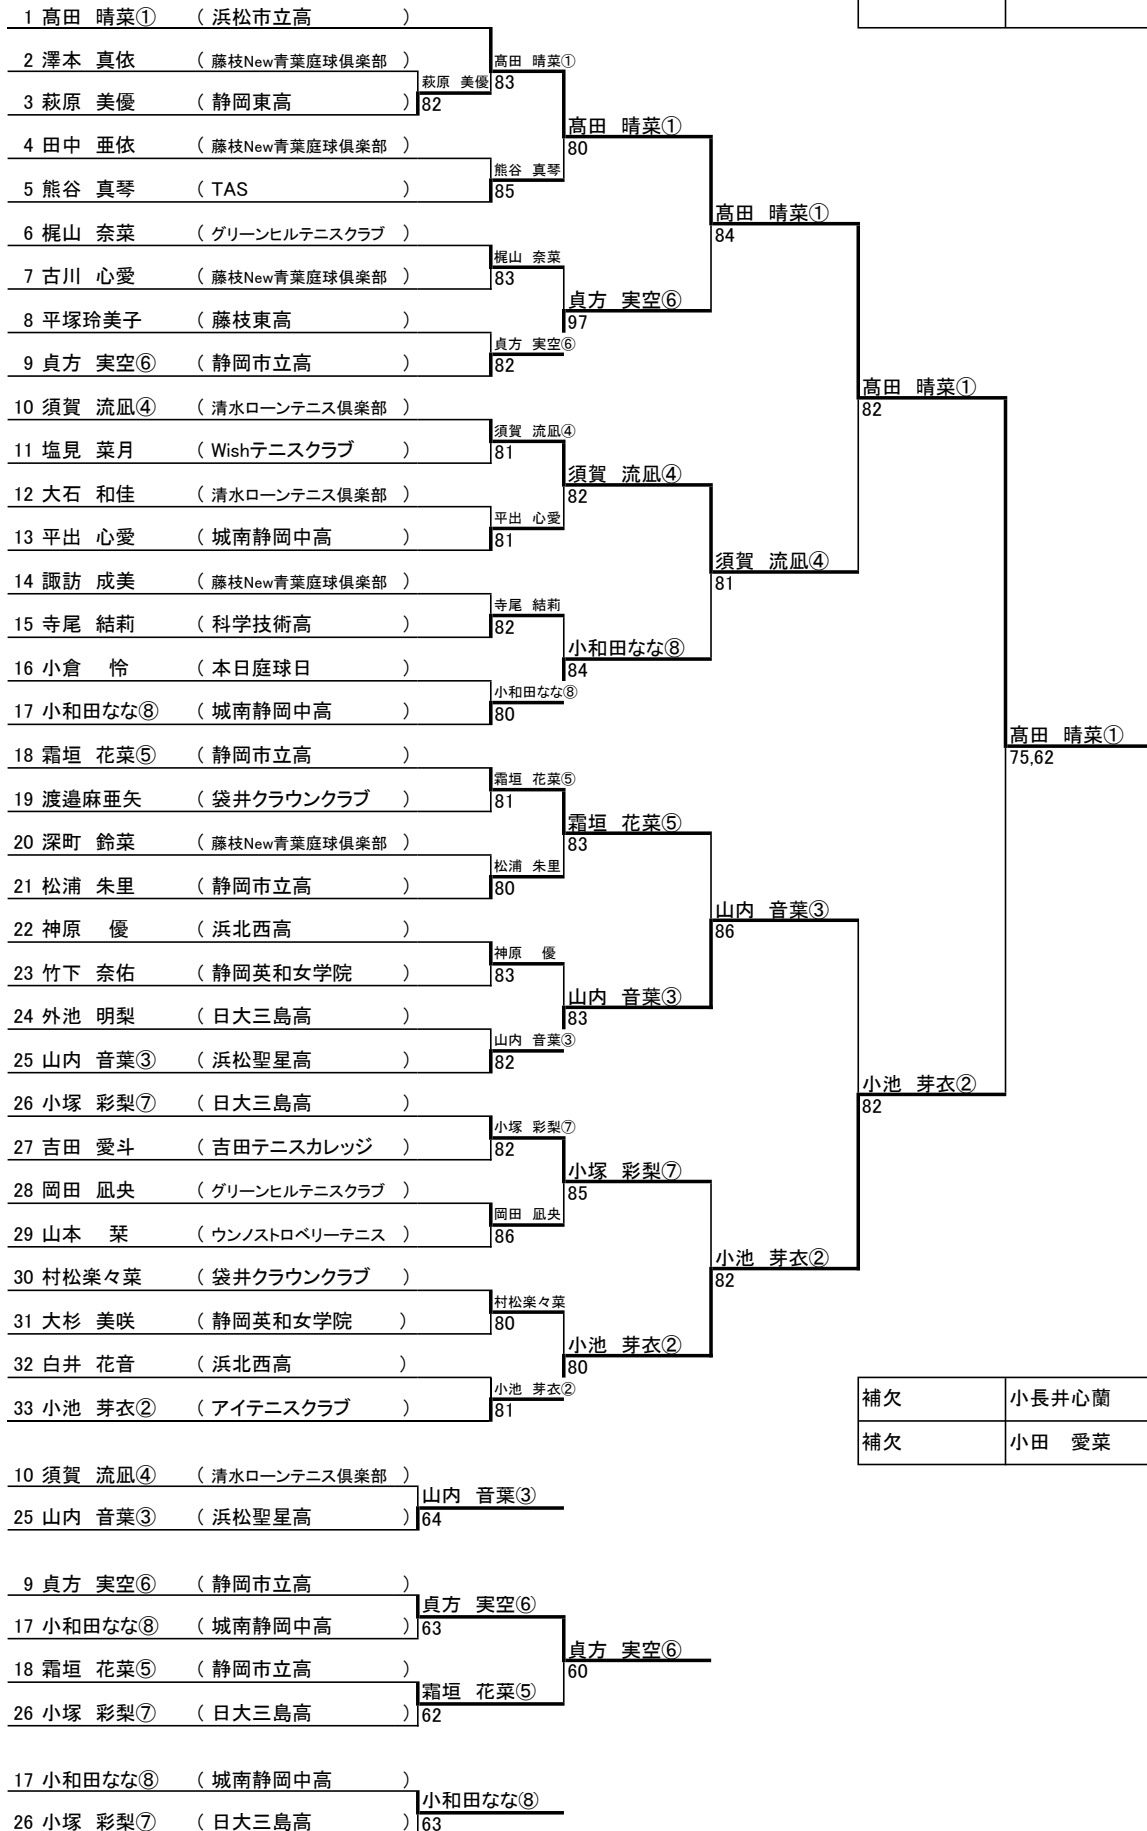 1 髙田 晴菜① ( 浜松市立高 )
2 澤本 真依 ( 藤枝New青葉庭球倶楽部 )
3 萩原 美優 ( 静岡東高 )
4 田中 亜依 ( 藤枝New青葉庭球倶楽部 )
5 熊谷 真琴 ( TAS )
6 梶山 奈菜 ( グリーンヒルテニスクラブ )
7 古川 心愛 ( 藤枝New青葉庭球倶楽部 )
8 平塚玲美子 ( 藤枝東高 )
9 貞方 実空⑥ ( 静岡市立高 )
10 須賀 流凪④ ( 清水ローンテニス倶楽部 )
11 塩見 菜月 ( Wishテニスクラブ )
12 大石 和佳 ( 清水ローンテニス倶楽部 )
13 平出 心愛 ( 城南静岡中高 )
14 諏訪 成美 ( 藤枝New青葉庭球倶楽部 )
15 寺尾 結莉 ( 科学技術高 )
16 小倉 怜 ( 本日庭球日 )
17 小和田なな⑧ ( 城南静岡中高 )
18 霜垣 花菜⑤ ( 静岡市立高 )
19 渡邉麻亜矢 ( 袋井クラウンクラブ )
20 深町 鈴菜 ( 藤枝New青葉庭球倶楽部 )
21 松浦 朱里 ( 静岡市立高 )
22 神原 優 ( 浜北西高 )
23 竹下 奈佑 ( 静岡英和女学院 )
24 外池 明梨 ( 日大三島高 )
25 山内 音葉③ ( 浜松聖星高 )
26 小塚 彩梨⑦ ( 日大三島高 )
27 吉田 愛斗 ( 吉田テニスカレッジ )
28 岡田 凪央 ( グリーンヒルテニスクラブ )
29 山本 栞 ( ウンノストロベリーテニス )
30 村松楽々菜 ( 袋井クラウンクラブ )
31 大杉 美咲 ( 静岡英和女学院 )
32 白井 花音 ( 浜北西高 )
33 小池 芽衣② ( アイテニスクラブ )
萩原 美優
82
髙田 晴菜①
83
熊谷 真琴
85
梶山 奈菜
83
貞方 実空⑥
82
須賀 流凪④
81
平出 心愛
81
寺尾 結莉
82
小和田なな⑧
80
霜垣 花菜⑤
81
松浦 朱里
80
神原 優
83
山内 音葉③
82
小塚 彩梨⑦
82
岡田 凪央
86
村松楽々菜
80
小池 芽衣②
81
髙田 晴菜①
80
貞方 実空⑥
97
須賀 流凪④
82
小和田なな⑧
84
霜垣 花菜⑤
83
山内 音葉③
83
小塚 彩梨⑦
85
小池 芽衣②
80
髙田 晴菜①
84
須賀 流凪④
81
山内 音葉③
86
小池 芽衣②
82
髙田 晴菜①
82
小池 芽衣②
82
髙田 晴菜①
75,62
補欠 小長井心蘭
補欠 小田 愛菜
10 須賀 流凪④ ( 清水ローンテニス倶楽部 )
25 山内 音葉③ ( 浜松聖星高 )
山内 音葉③
64
9 貞方 実空⑥ ( 静岡市立高 )
17 小和田なな⑧ ( 城南静岡中高 )
18 霜垣 花菜⑤ ( 静岡市立高 )
26 小塚 彩梨⑦ ( 日大三島高 )
貞方 実空⑥
63
霜垣 花菜⑤
62
貞方 実空⑥
60
17 小和田なな⑧ ( 城南静岡中高 )
26 小塚 彩梨⑦ ( 日大三島高 )
小和田なな⑧
63